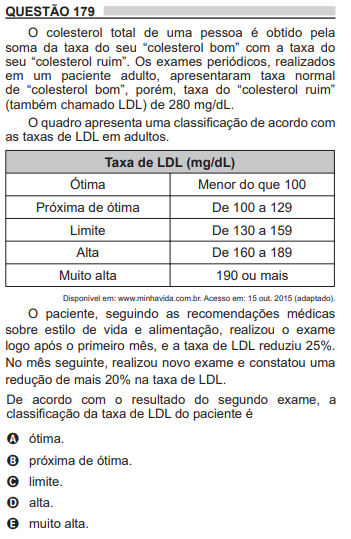 QUESTÃO 179
O colesterol total de uma pessoa é obtido pela
soma da taxa do seu “colesterol bom” com a taxa do
seu “colesterol ruim”. Os exames periódicos, realizados
em um paciente adulto, apresentaram taxa normal
de “colesterol bom”, porém, taxa do “colesterol ruim”
(também chamado LDL) de 280 mg/dL.
O quadro apresenta uma classificação de acordo com
as taxas de LDL em adultos.
Taxa de LDL (mg/dL)
Ótima Menor do que 100
Próxima de ótima De 100 a 129
Limite De 130 a 159
Alta De 160 a 189
Muito alta 190 ou mais
Disponível em: www.minhavida.com.br. Acesso em: 15 out. 2015 (adaptado).
O paciente, seguindo as recomendações médicas
sobre estilo de vida e alimentação, realizou o exame
logo após o primeiro mês, e a taxa de LDL reduziu 25%.
No mês seguinte, realizou novo exame e constatou uma
redução de mais 20% na taxa de LDL.
De acordo com o resultado do segundo exame, a
classificação da taxa de LDL do paciente é
A ótima.
B próxima de ótima.
C limite.
D alta.
E muito alta.